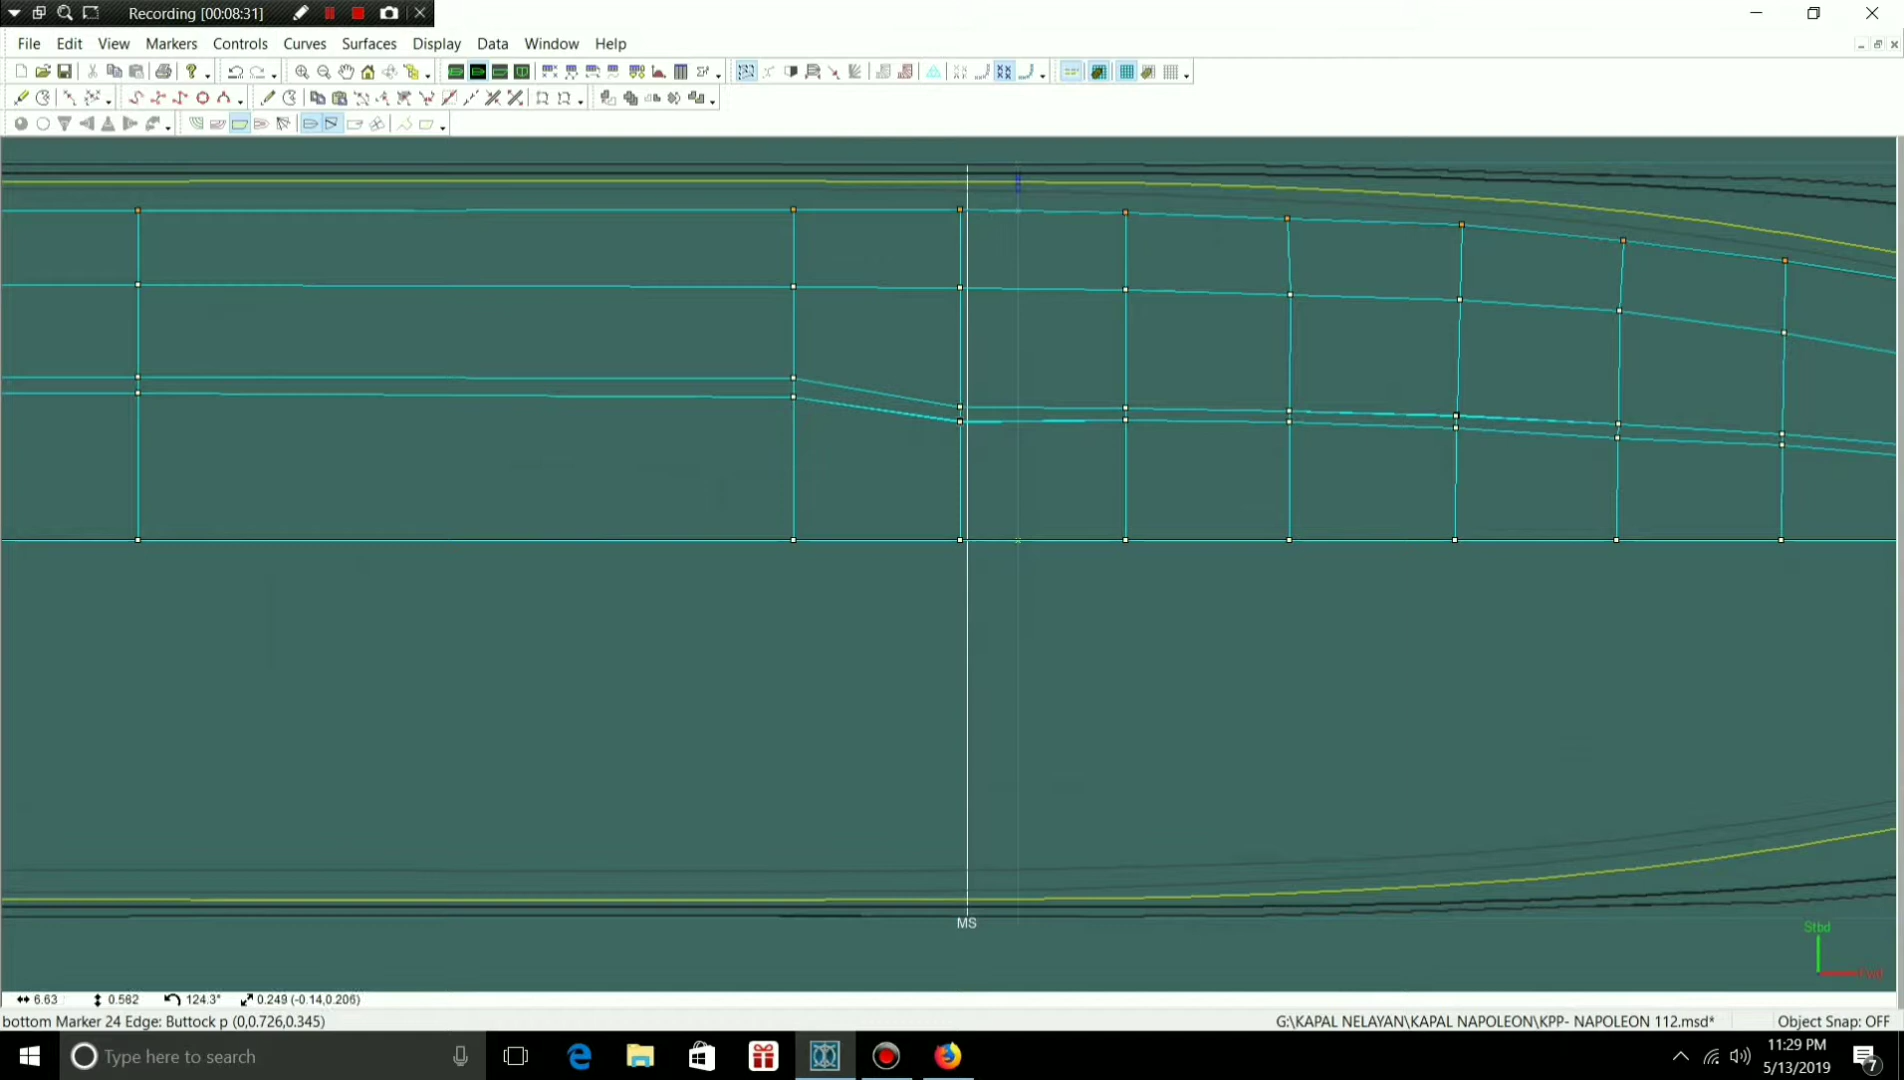 Recording [00:08:31]
File Edit View Markers Controls Curves Surfaces Display Data Window Help
MS
Stbd
Fwd
6.63 0.582 124.3° 0.249 (-0.14,0.206)
bottom Marker 24 Edge: Buttock p (0,0.726,0.345) G:\KAPAL NELAYAN\KAPAL NAPOLEON\KPP- NAPOLEON 112.msd* Object Snap: OFF
Type here to search
11:29 PM
5/13/2019
7